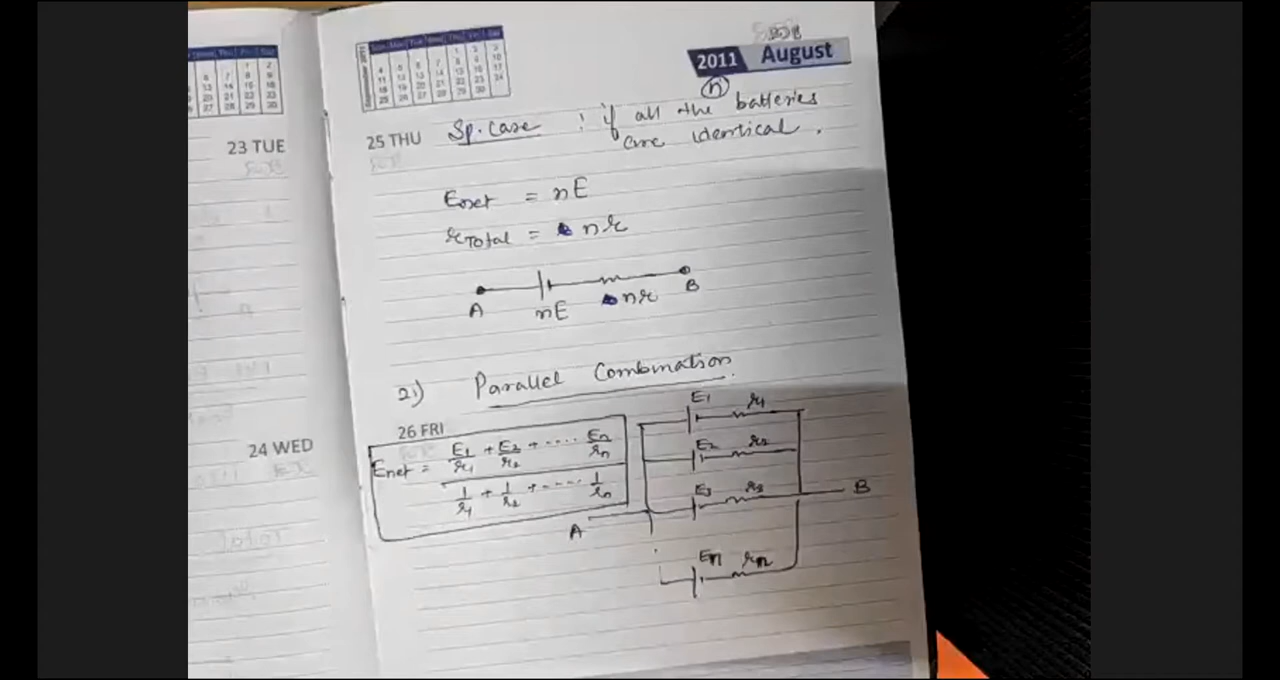 2011 August
25 THU Sp. Case : if all the (n) batteries
are identical.
Enet = nE
rTotal = nr
A nE nr B
2.) Parallel Combination
23 TUE
26 FRI
24 WED
Enet = E1/r1 + E2/r2 + ..... En/rn
1/r1 + 1/r2 + ..... 1/rn
E1 r1
E2 r2
E3 r3
A B
En rn